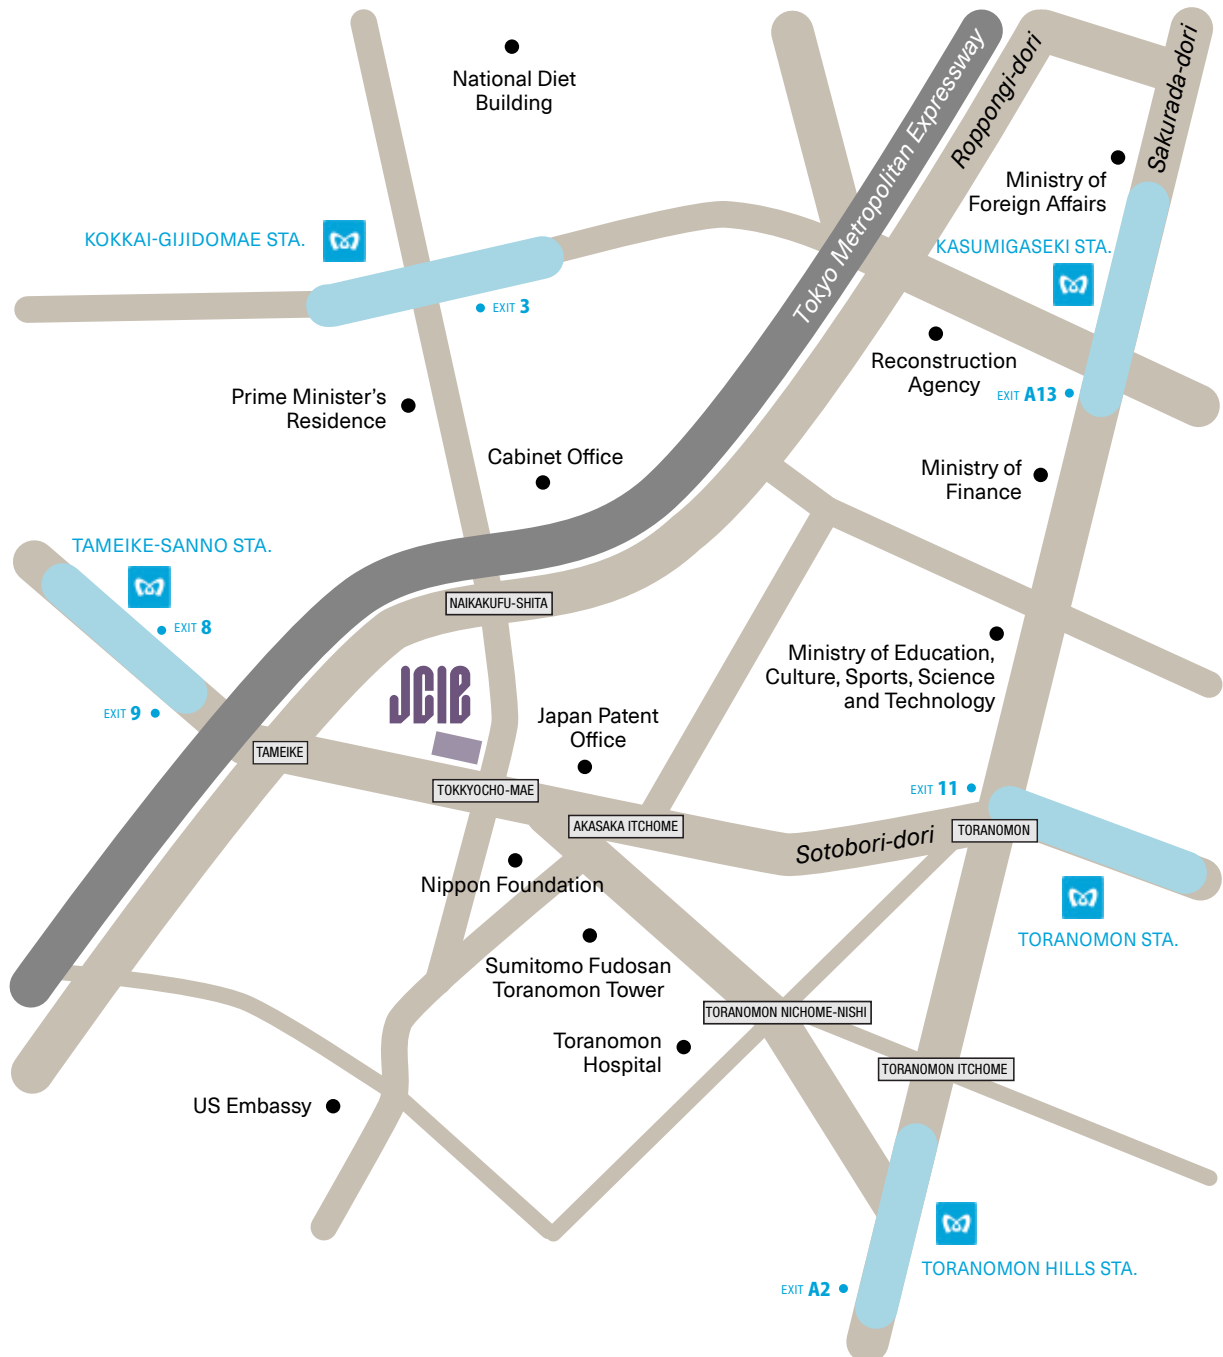 National Diet
Building
Tokyo Metropolitan Expressway
Roppongi-dori
Sakurada-dori
Ministry of
Foreign Affairs
KOKKAI-GIJIDOMAE STA.
KASUMIGASEKI STA.
EXIT 3
Reconstruction
Agency
EXIT A13
Prime Minister's
Residence
Cabinet Office
Ministry of
Finance
TAMEIKE-SANNO STA.
NAIKAKUFU-SHITA
EXIT 8
Ministry of Education,
Culture, Sports, Science
and Technology
JCIE
EXIT 9
Japan Patent
Office
TAMEIKE
TOKKYOCHO-MAE
EXIT 11
AKASAKA ITCHOME
Sotobori-dori
TORANOMON
Nippon Foundation
TORANOMON STA.
Sumitomo Fudosan
Toranomon Tower
TORANOMON NICHOME-NISHI
Toranomon
Hospital
TORANOMON ITCHOME
US Embassy
TORANOMON HILLS STA.
EXIT A2